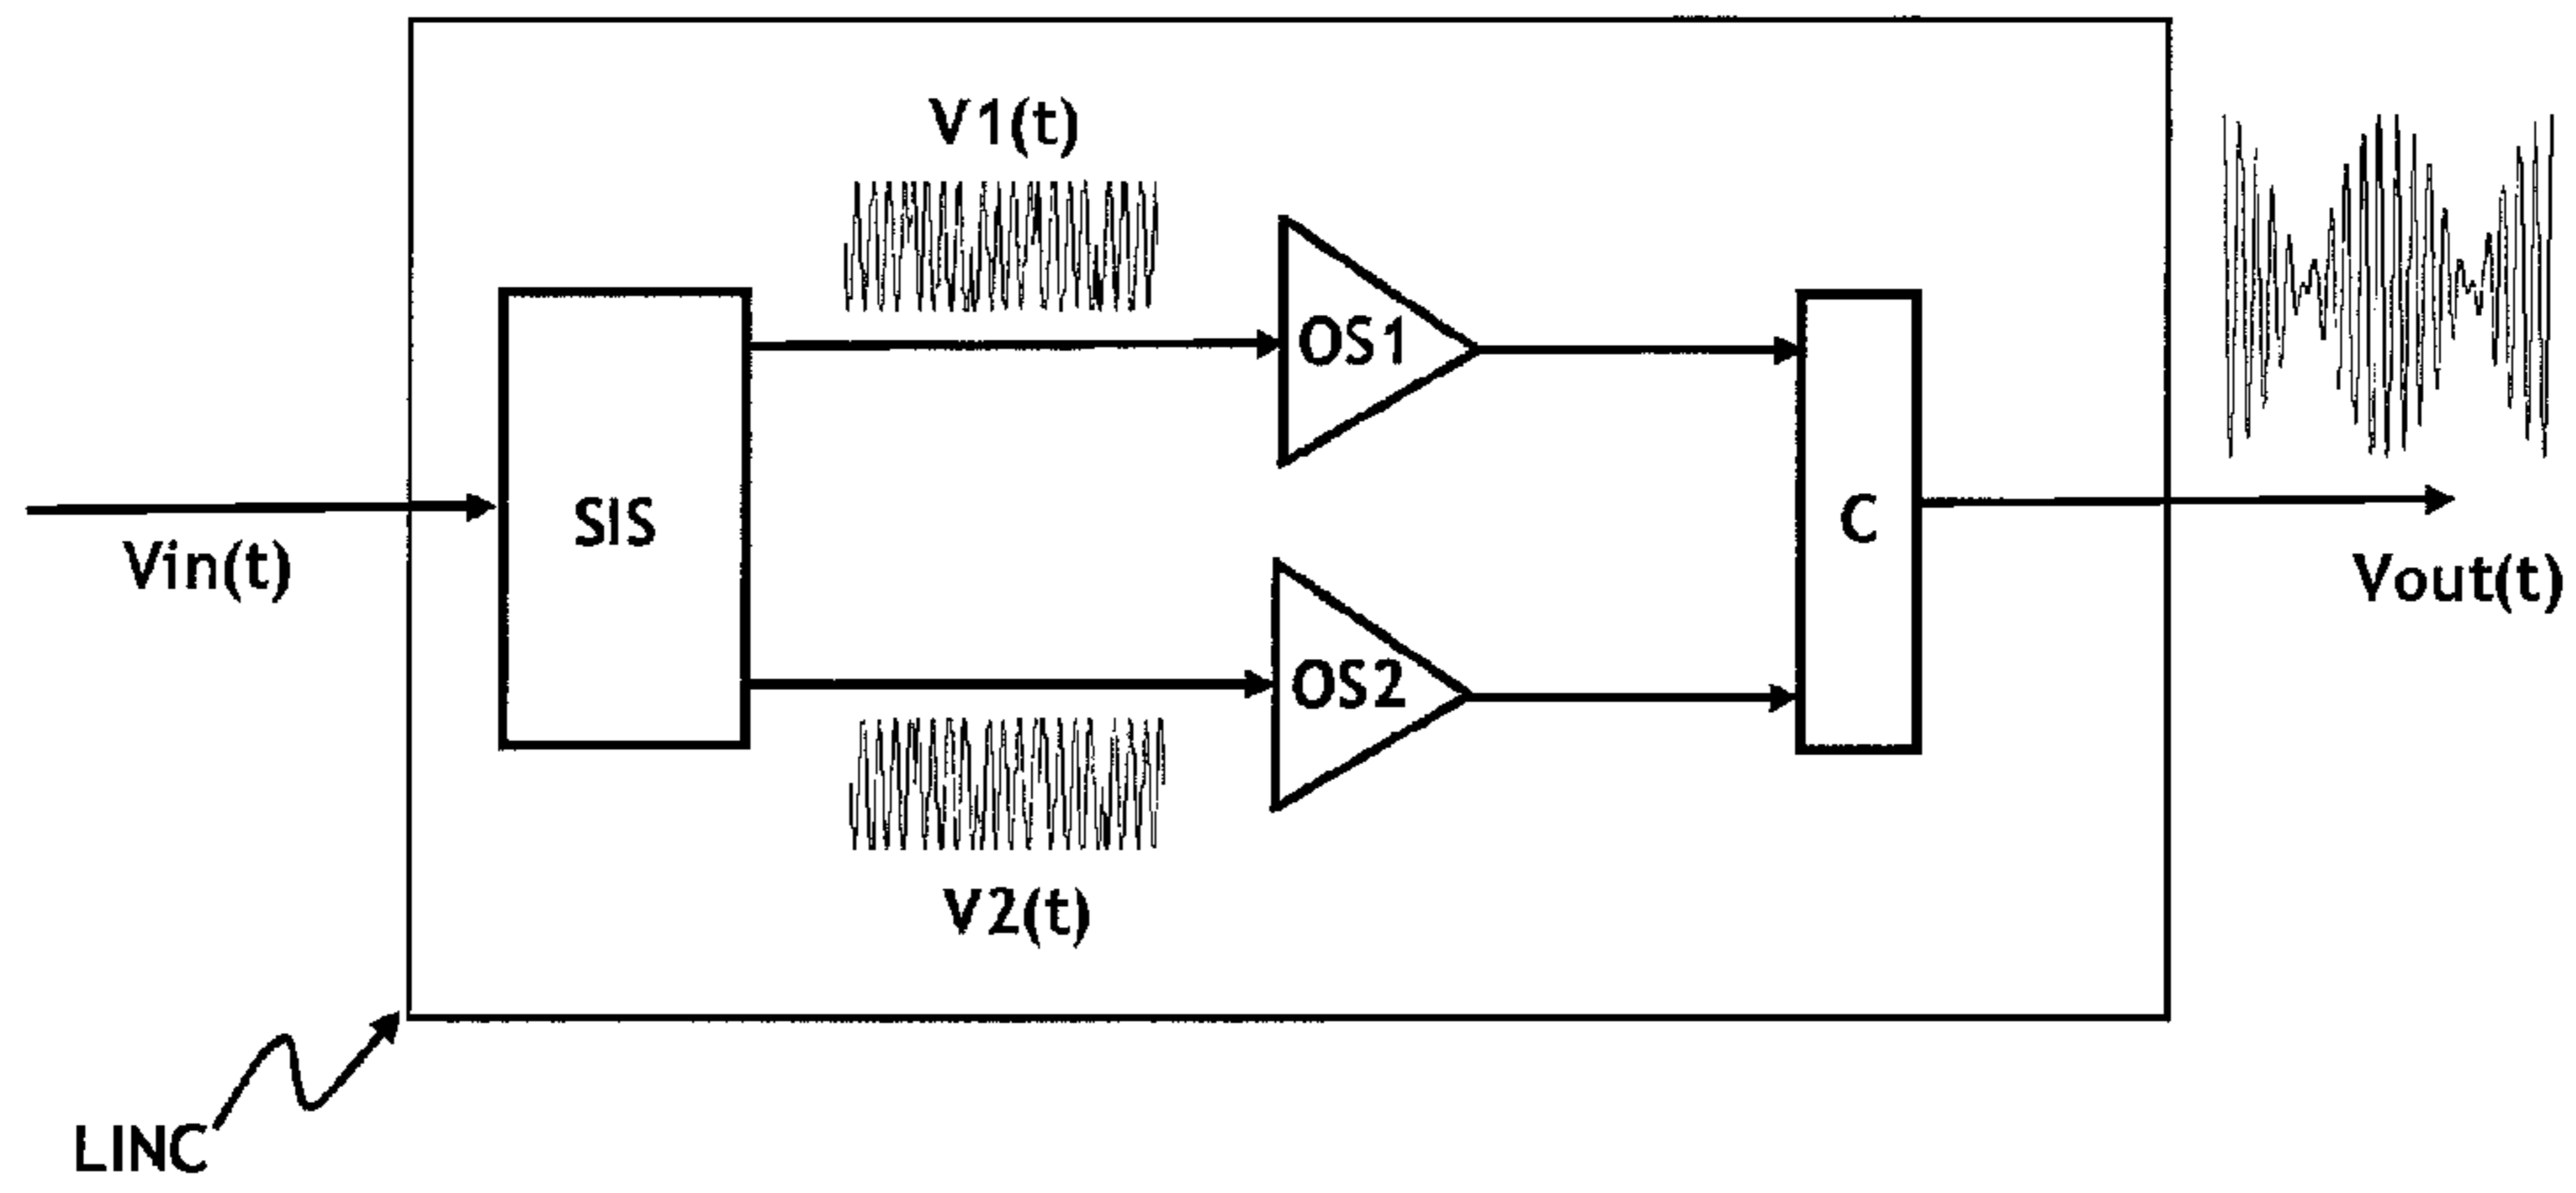 V1(t)
OS1
SIS
C
Vin(t)
Vout(t)
OS2
V2(t)
LINC